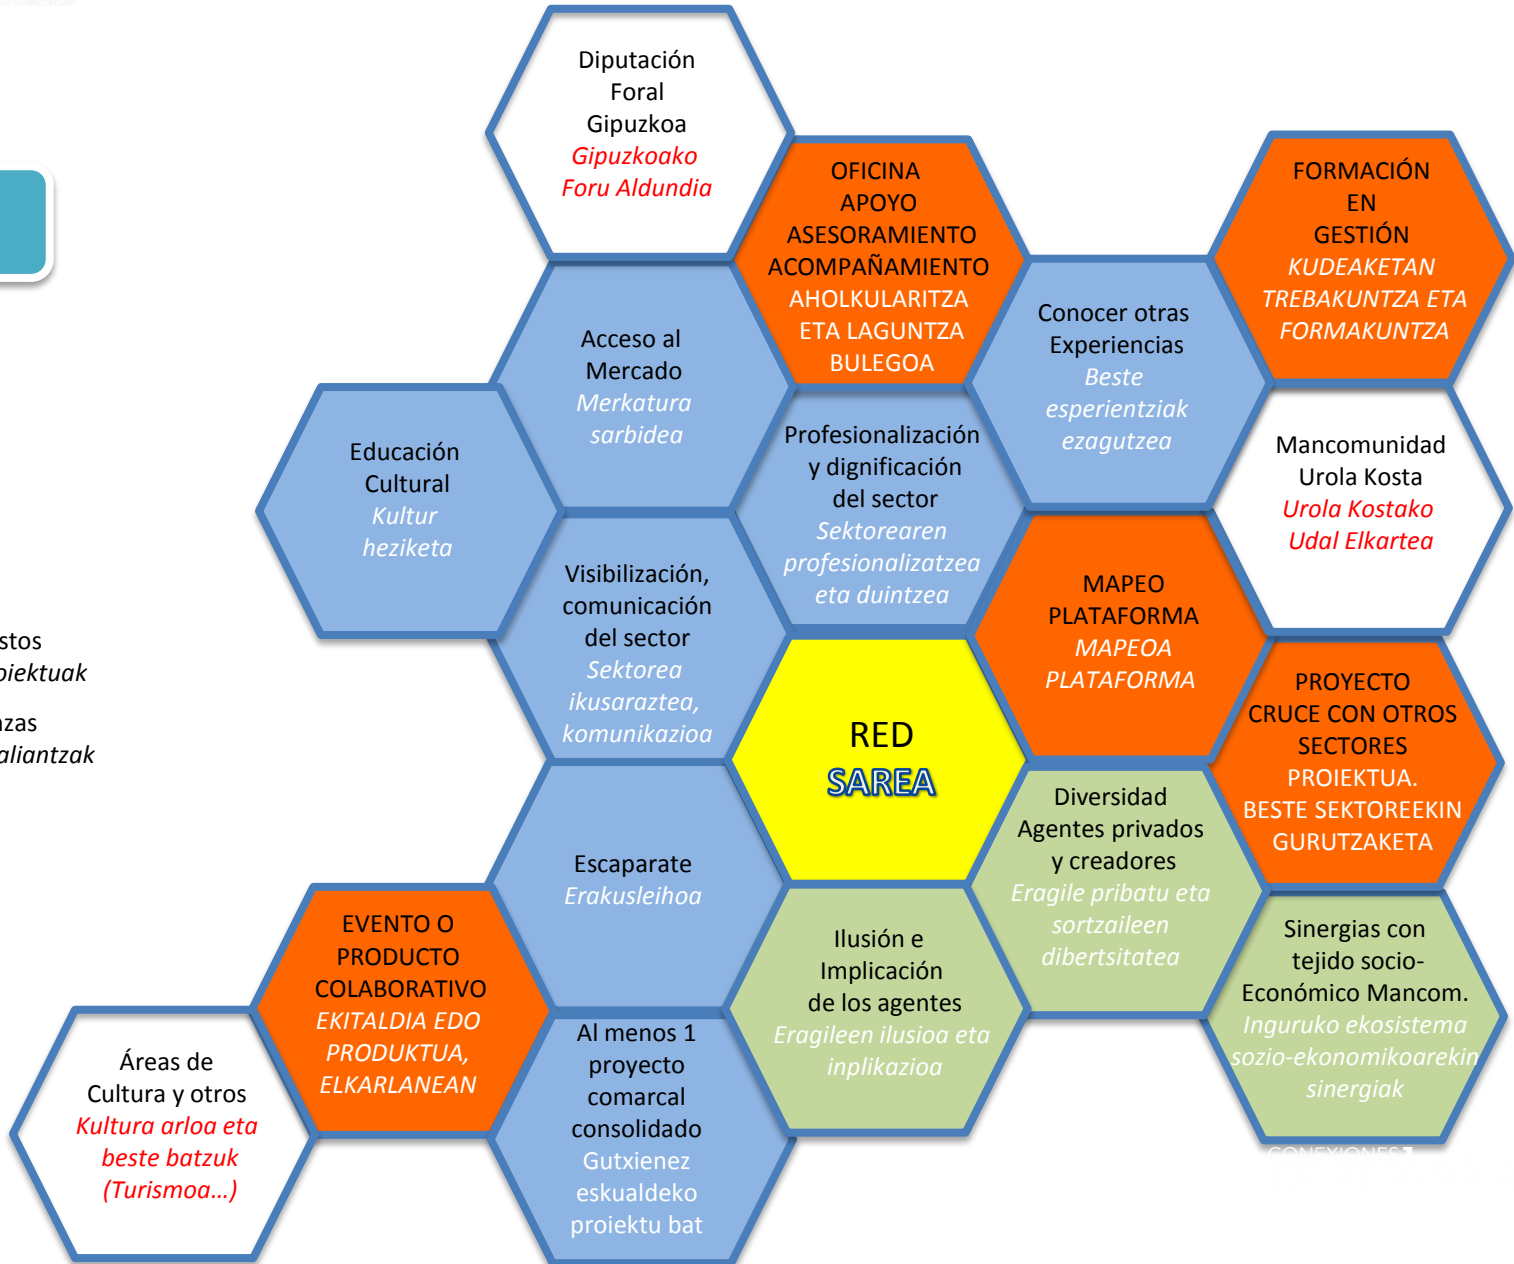 Diputación
Foral
Gipuzkoa
Gipuzkoako
Foru Aldundia
OFICINA
APOYO
ASESORAMIENTO
ACOMPAÑAMIENTO
AHOLKULARITZA
ETA LAGUNTZA
BULEGOA
FORMACIÓN
EN
GESTIÓN
KUDEAKETAN
TREBAKUNTZA ETA
FORMAKUNTZA
Acceso al
Mercado
Merkatura
sarbidea
Conocer otras
Experiencias
Beste
esperientziak
ezagutzea
Educación
Cultural
Kultur
heziketa
Profesionalización
y dignificación
del sector
Sektorearen
profesionalizatzea
eta duintzea
Mancomunidad
Urola Kosta
Urola Kostako
Udal Elkartea
Visibilización,
comunicación
del sector
Sektorea
ikusaraztea,
komunikazioa
MAPEO
PLATAFORMA
MAPEOA
PLATAFORMA
stos
oiektuak
zas
aliantzak
RED
SAREA
PROYECTO
CRUCE CON OTROS
SECTORES
PROIEKTUA.
BESTE SEKTOREEKIN
GURUTZAKETA
Escaparate
Erakusleihoa
Diversidad
Agentes privados
y creadores
Eragile pribatu eta
sortzaileen
dibertsitatea
EVENTO O
PRODUCTO
COLABORATIVO
EKITALDIA EDO
PRODUKTUA,
ELKARLANEAN
Ilusión e
Implicación
de los agentes
Eragileen ilusioa eta
inplikazioa
Sinergias con
tejido socio-
Económico Mancom.
Inguruko ekosistema
sozio-ekonomikoarekin
sinergiak
Áreas de
Cultura y otros
Kultura arloa eta
beste batzuk
(Turismoa...)
Al menos 1
proyecto
comarcal
consolidado
Gutxienez
eskualdeko
proiektu bat
CONEXIONES